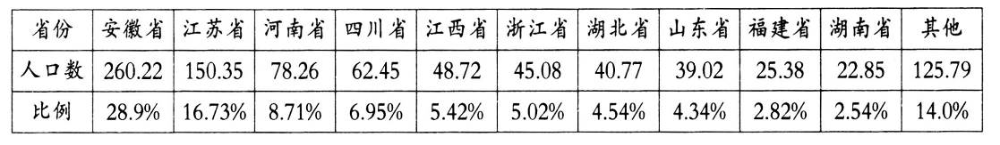 省份 安徽省 江苏省 河南省 四川省 江西省 浙江省 湖北省 山东省 福建省 湖南省 其他
人口数 260.22 150.35 78.26 62.45 48.72 45.08 40.77 39.02 25.38 22.85 125.79
比例 28.9% 16.73% 8.71% 6.95% 5.42% 5.02% 4.54% 4.34% 2.82% 2.54% 14.0%